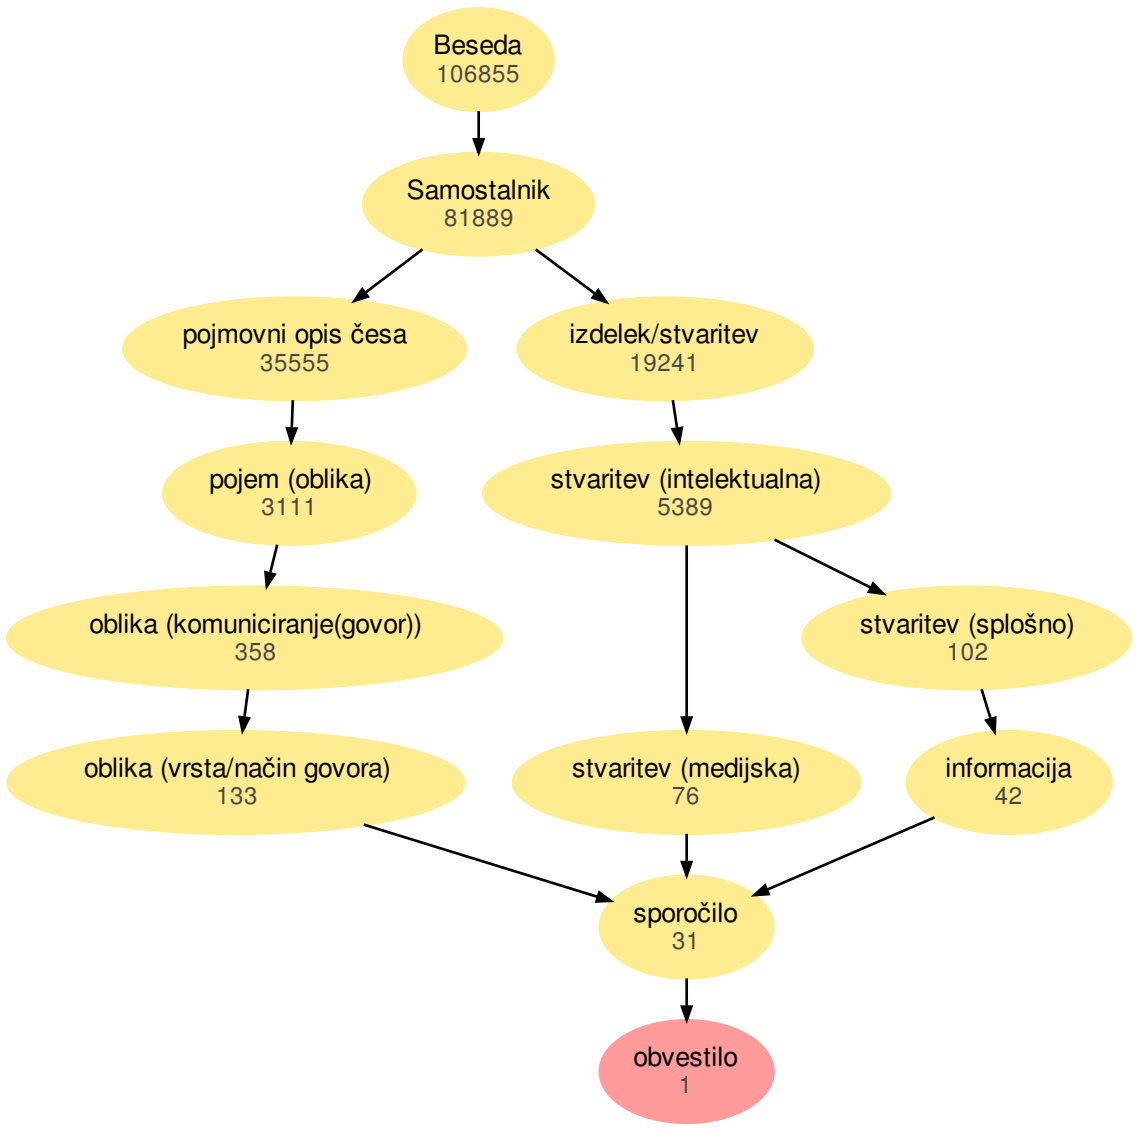 Beseda
106855
Samostalnik
81889
pojmovni opis česa
35555
izdelek/stvaritev
19241
pojem (oblika)
3111
stvaritev (intelektualna)
5389
oblika (komuniciranje(govor))
358
stvaritev (splošno)
102
oblika (vrsta/način govora)
133
stvaritev (medijska)
76
informacija
42
sporočilo
31
obvestilo
1